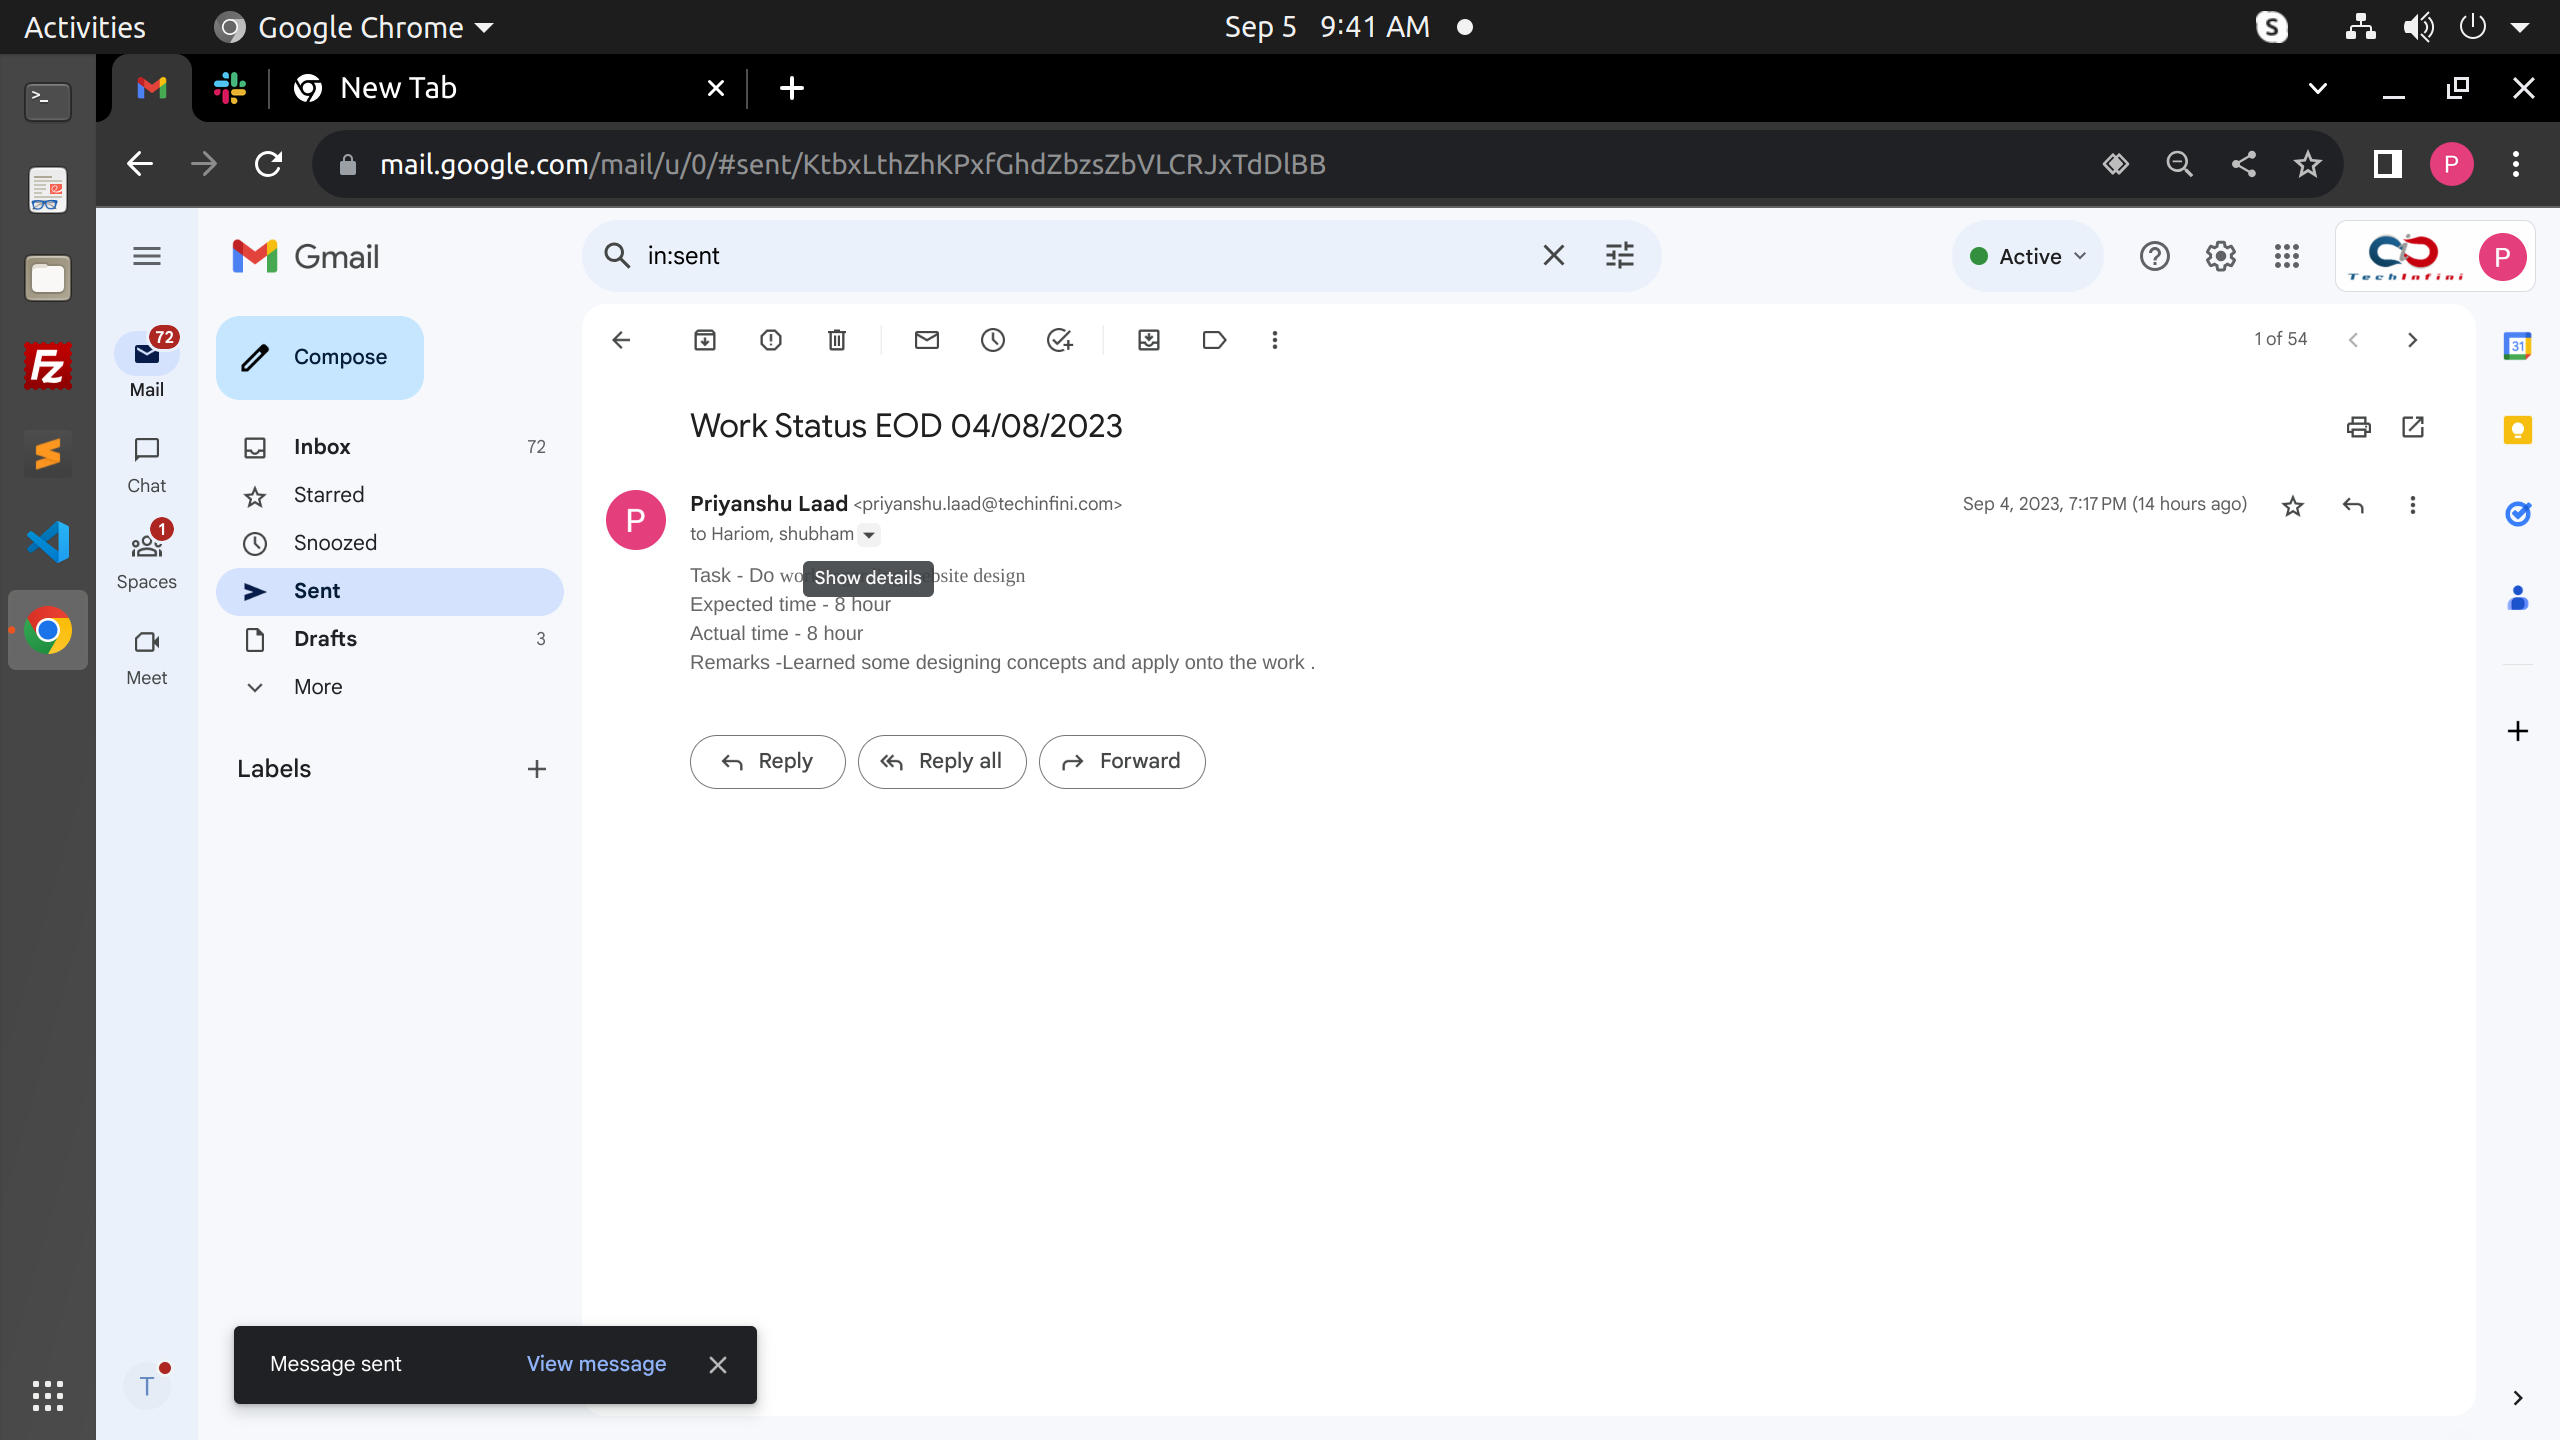 Activities
Google Chrome
Sep 5 9:41 AM
New Tab
mail.google.com/mail/u/0/#sent/KtbxLthZhKPxfGhdZbzsZbVLCRJxTdDlBB
P
Gmail
in:sent
Active
TechInfini
P
72
Mail
Compose
1 of 54
31
Work Status EOD 04/08/2023
Inbox 72
Chat
Starred
Priyanshu Laad <priyanshu.laad@techinfini.com>
Sep 4, 2023, 7:17 PM (14 hours ago)
P
to Hariom, shubham
1
Spaces
Snoozed
Task - Do
Show details
design
Sent
Expected time - 8 hour
Actual time - 8 hour
Drafts 3
Remarks -Learned some designing concepts and apply onto the work .
Meet
More
Labels
Reply
Reply all
Forward
Message sent
View message
T